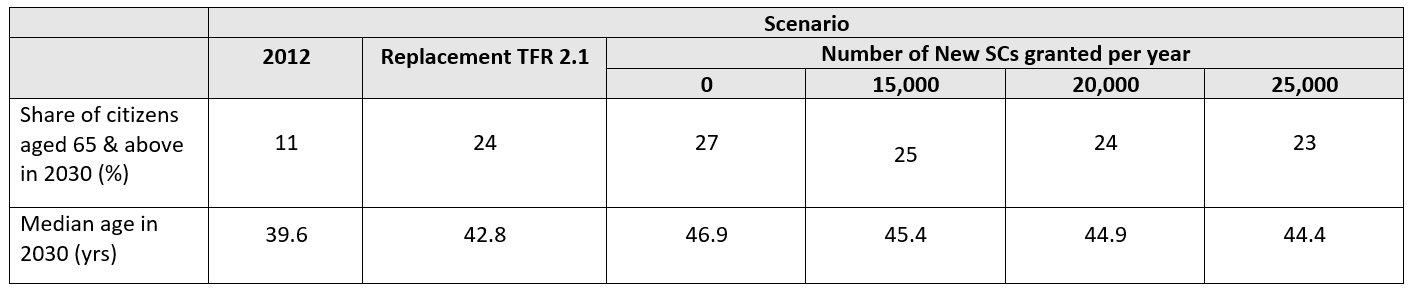 Scenario
2012
Replacement TFR 2.1
Number of New SCs granted per year
0
15,000
20,000
25,000
Share of citizens
aged 65 & above
in 2030 (%)
11
24
27
25
24
23
Median age in
2030 (yrs)
39.6
42.8
46.9
45.4
44.9
44.4